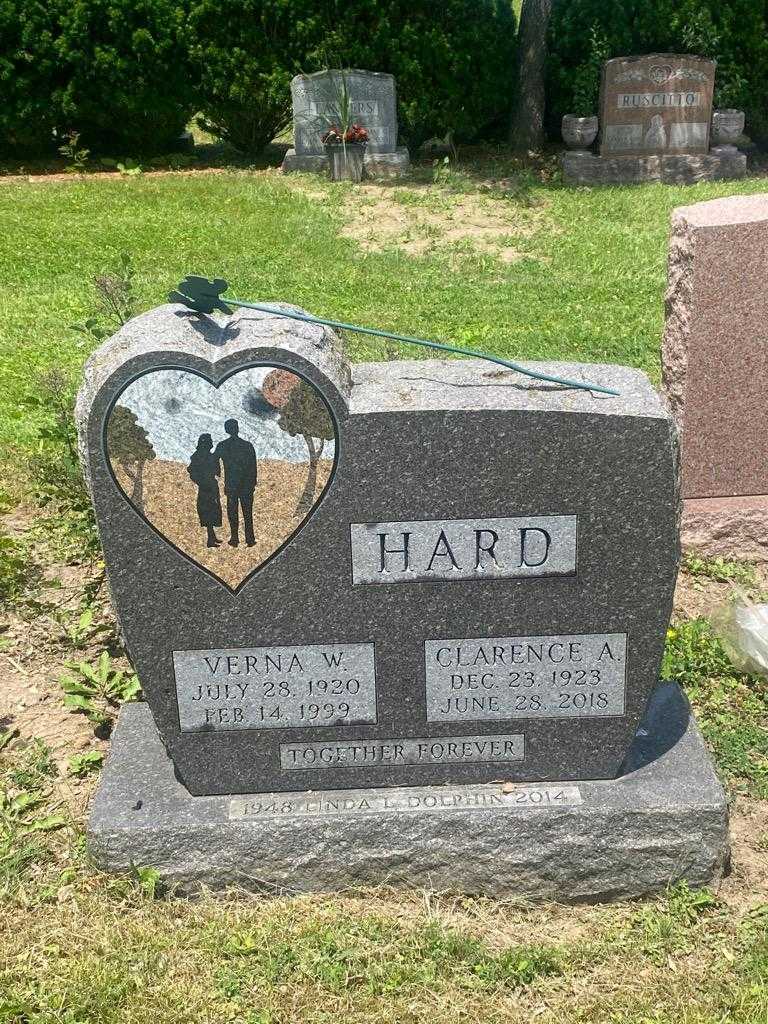 RUSCITTO
HARD
VERNA W.
JULY 28, 1920
FEB. 14, 1999
CLARENCE A.
DEC. 23, 1923
JUNE 28, 2018
TOGETHER FOREVER
1948 LINDA L. DOLPHIN 2014